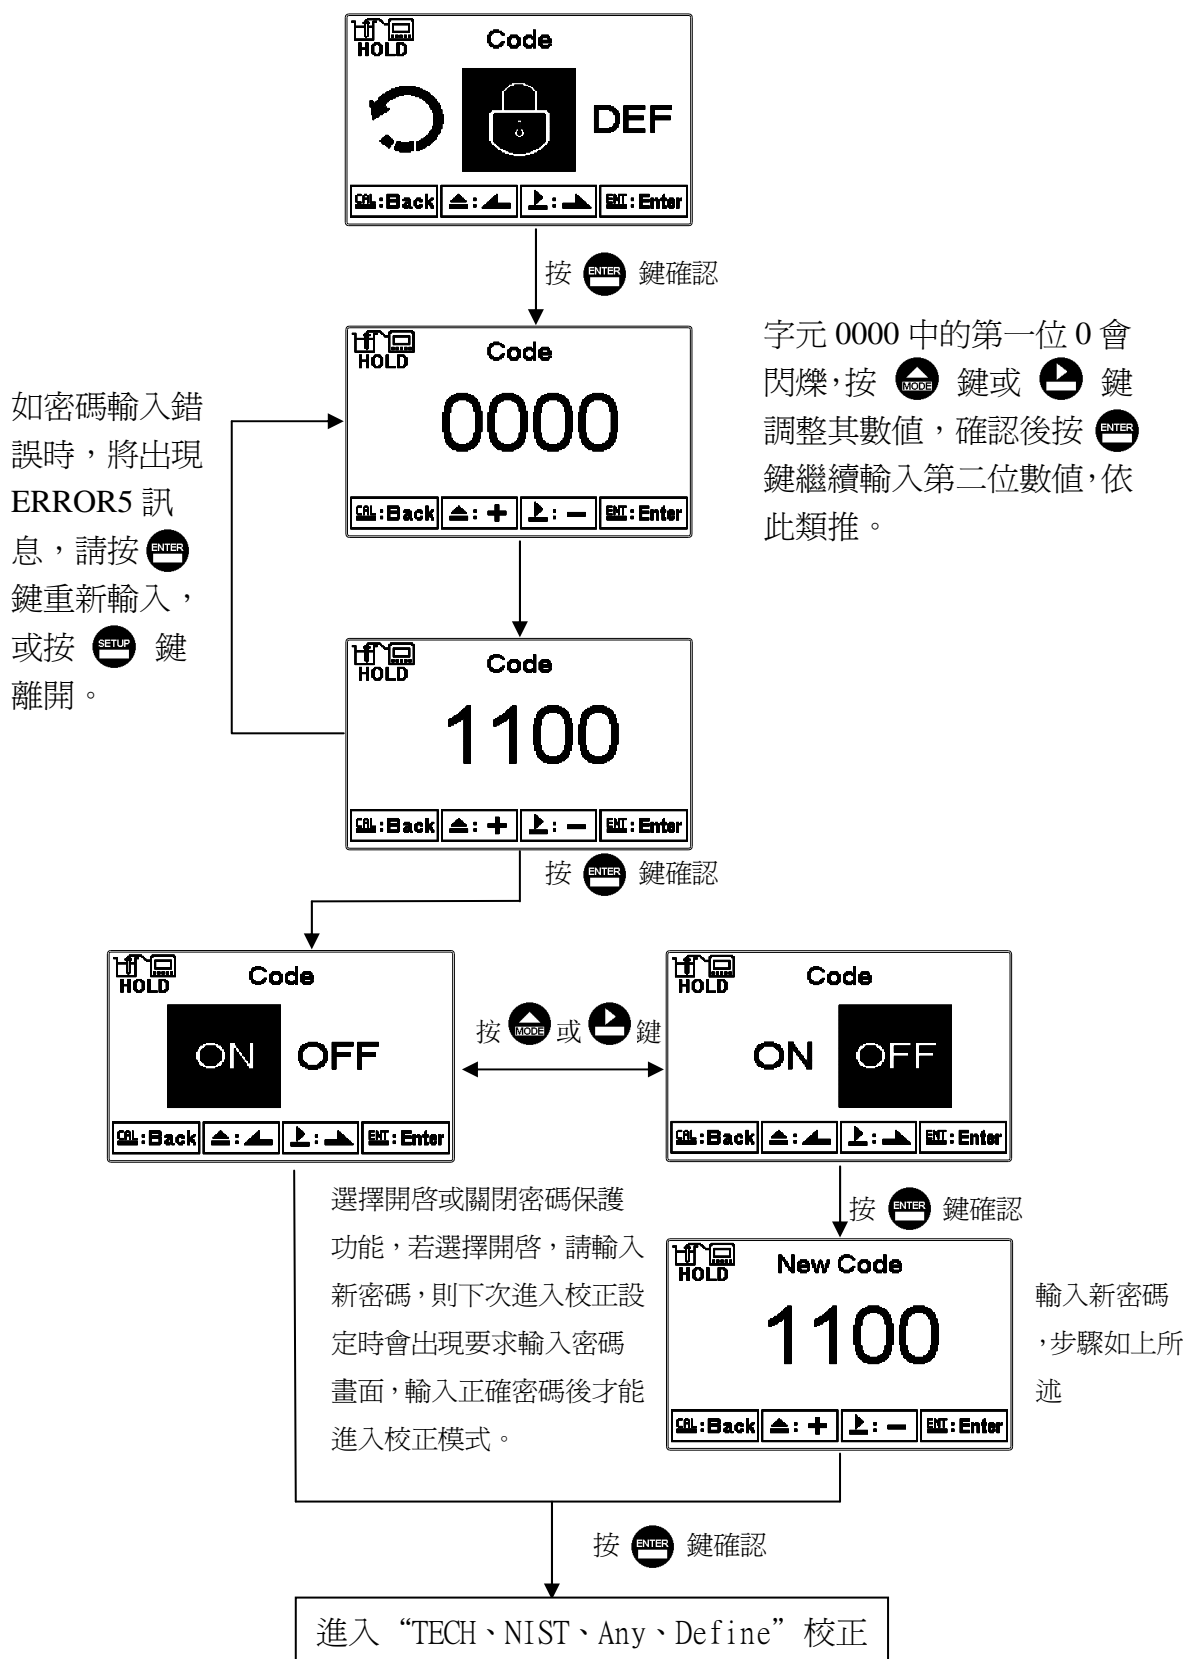 HOLD
Code
DEF
CAL:Back
:
:
ENT:Enter
按 ENTER 鍵確認
HOLD
Code
0000
CAL:Back
: +
: −
ENT:Enter
字元 0000 中的第一位 0 會
閃爍，按 MODE 鍵或 鍵
調整其數值，確認後按 ENTER
鍵繼續輸入第二位數值，依
此類推。
如密碼輸入錯
誤時，將出現
ERROR5 訊
息，請按 ENTER
鍵重新輸入，
或按 SETUP 鍵
離開。
HOLD
Code
1100
CAL:Back
: +
: −
ENT:Enter
按 ENTER 鍵確認
HOLD
Code
ON OFF
CAL:Back
:
:
ENT:Enter
按 MODE 或 鍵
HOLD
Code
ON OFF
CAL:Back
:
:
ENT:Enter
選擇開啓或關閉密碼保護
功能，若選擇開啓，請輸入
新密碼，則下次進入校正設
定時會出現要求輸入密碼
畫面，輸入正確密碼後才能
進入校正模式。
按 ENTER 鍵確認
HOLD
New Code
1100
CAL:Back
: +
: −
ENT:Enter
輸入新密碼
，步驟如上所
述
按 ENTER 鍵確認
進入“TECH、NIST、Any、Define”校正